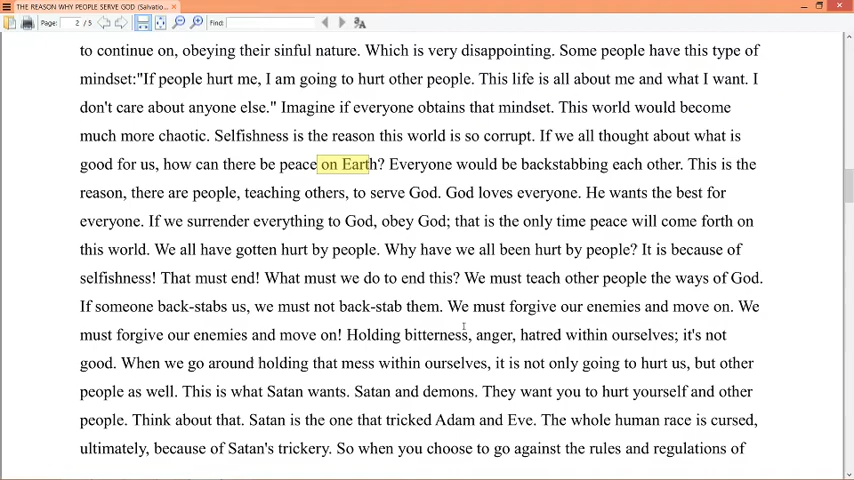 THE REASON WHY PEOPLE SERVE GOD (Salvatio...
Page: 2 / 5 Find:
to continue on, obeying their sinful nature. Which is very disappointing. Some people have this type of
mindset:"If people hurt me, I am going to hurt other people. This life is all about me and what I want. I
don't care about anyone else." Imagine if everyone obtains that mindset. This world would become
much more chaotic. Selfishness is the reason this world is so corrupt. If we all thought about what is
good for us, how can there be peace on Earth? Everyone would be backstabbing each other. This is the
reason, there are people, teaching others, to serve God. God loves everyone. He wants the best for
everyone. If we surrender everything to God, obey God; that is the only time peace will come forth on
this world. We all have gotten hurt by people. Why have we all been hurt by people? It is because of
selfishness! That must end! What must we do to end this? We must teach other people the ways of God.
If someone back-stabs us, we must not back-stab them. We must forgive our enemies and move on. We
must forgive our enemies and move on! Holding bitterness, anger, hatred within ourselves; it's not
good. When we go around holding that mess within ourselves, it is not only going to hurt us, but other
people as well. This is what Satan wants. Satan and demons. They want you to hurt yourself and other
people. Think about that. Satan is the one that tricked Adam and Eve. The whole human race is cursed,
ultimately, because of Satan's trickery. So when you choose to go against the rules and regulations of